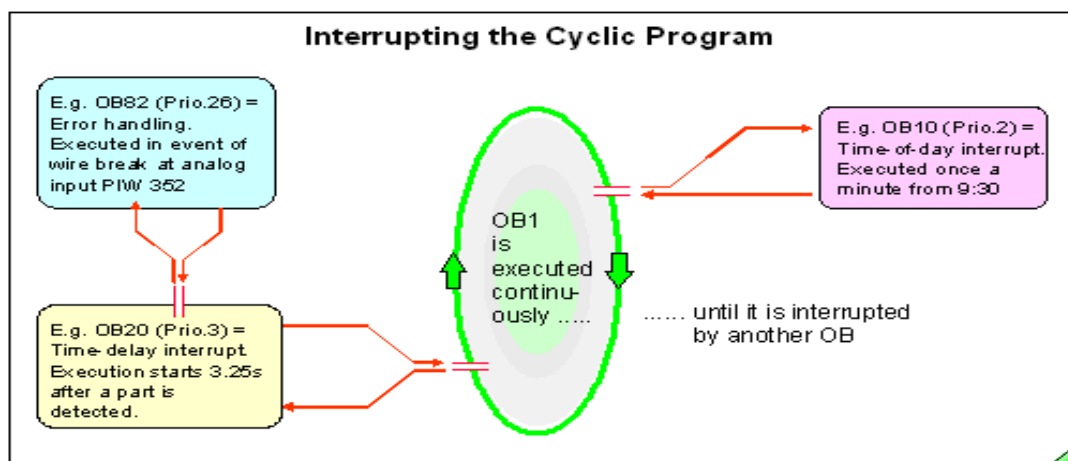 Interrupting the Cyclic Program
E.g. OB82 (Prio.26) =
Error handling.
Executed in event of
wire break at analog
input PIW 352
E.g. OB10 (Prio.2) =
Time-of-day interrupt.
Executed once a
minute from 9:30
OB1
is
executed
continu-
ously .....
...... until it is interrupted
by another OB
E.g. OB20 (Prio.3) =
Time-delay interrupt.
Execution starts 3.25s
after a part is
detected.